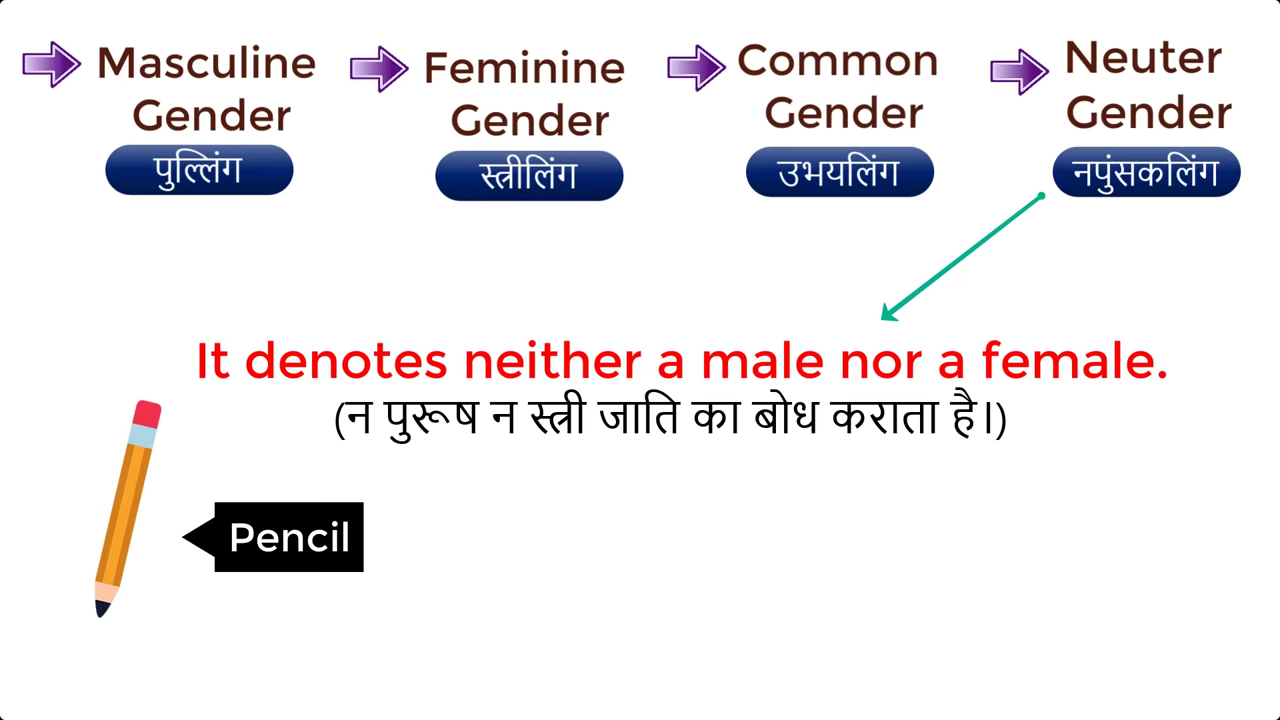 Masculine
Gender
पुल्लिंग
Feminine
Gender
स्त्रीलिंग
Common
Gender
उभयलिंग
Neuter
Gender
नपुंसकलिंग
It denotes neither a male nor a female.
(न पुरूष न स्त्री जाति का बोध कराता है।)
Pencil